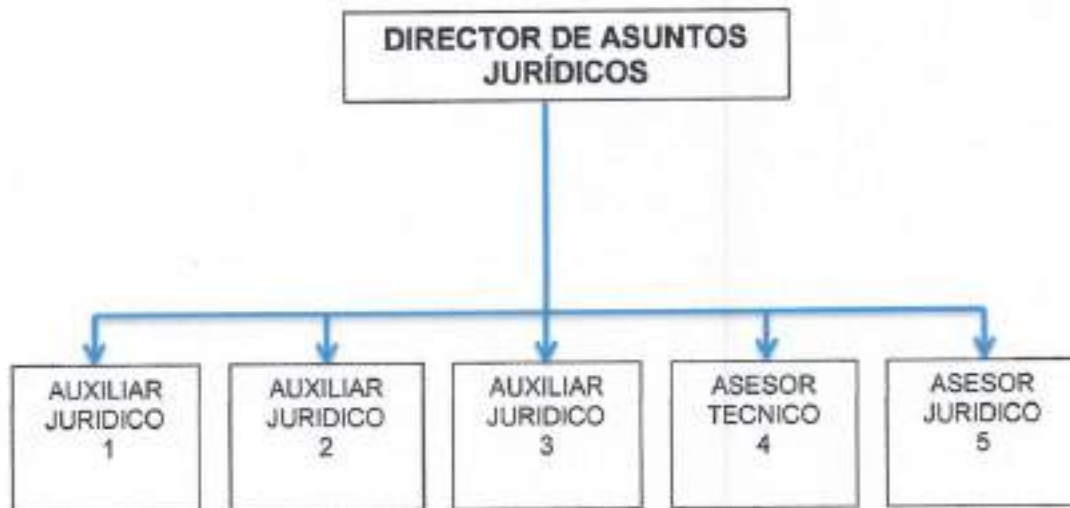 DIRECTOR DE ASUNTOS
JURÍDICOS
AUXILIAR
JURIDICO
1
AUXILIAR
JURIDICO
2
AUXILIAR
JURIDICO
3
ASESOR
TECNICO
4
ASESOR
JURIDICO
5